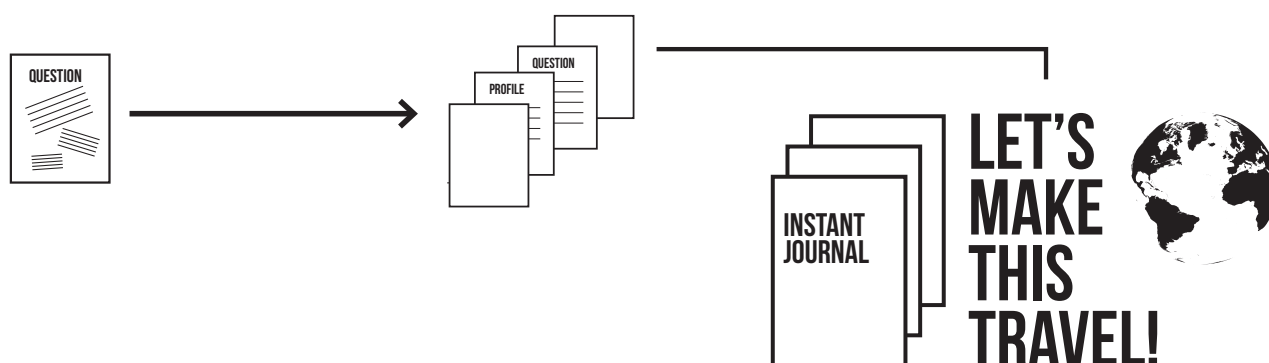 QUESTION
PROFILE
QUESTION
INSTANT
JOURNAL
LET'S
MAKE
THIS
TRAVEL!